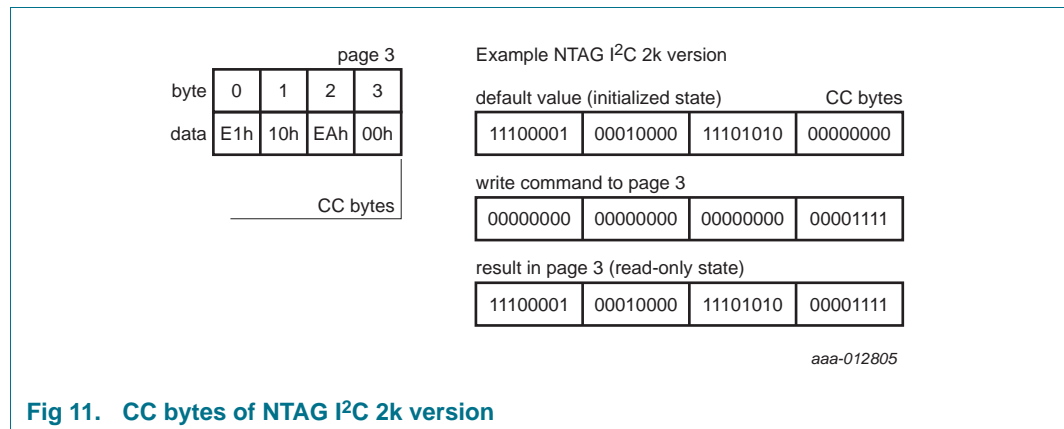 page 3
byte 0 1 2 3
data E1h 10h EAh 00h
CC bytes
Example NTAG I2C 2k version
default value (initialized state) CC bytes
11100001 00010000 11101010 00000000
write command to page 3
00000000 00000000 00000000 00001111
result in page 3 (read-only state)
11100001 00010000 11101010 00001111
aaa-012805
Fig 11. CC bytes of NTAG I2C 2k version